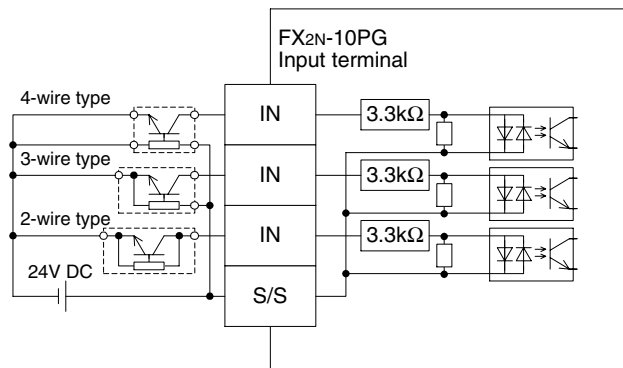 FX2N-10PG
Input terminal
4-wire type
IN
3.3kΩ
3-wire type
IN
3.3kΩ
2-wire type
IN
3.3kΩ
24V DC
S/S